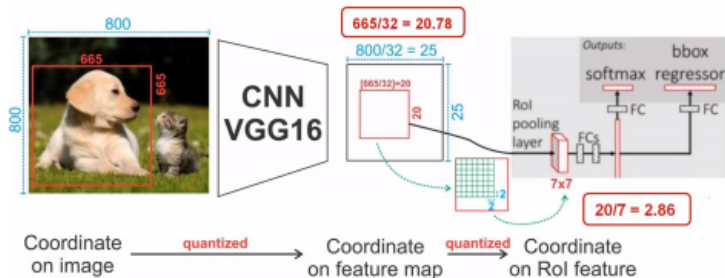 800
665/32 = 20.78
800/32 = 25
665
665
800
CNN
VGG16
[665/32]=20
20
25
Outputs:
softmax
bbox
regressor
FC
FC
RoI
pooling
layer
FCs
7x7
2
2
20/7 = 2.86
Coordinate
on image
quantized
Coordinate
on feature map
quantized
Coordinate
on RoI feature